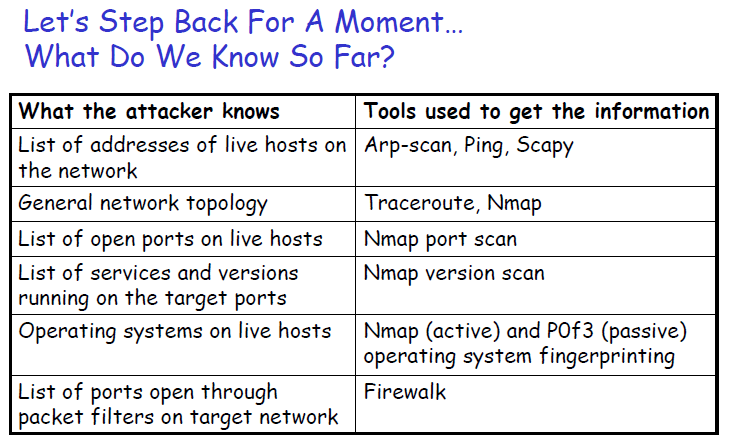 Let's Step Back For A Moment…
What Do We Know So Far?
What the attacker knows
Tools used to get the information
List of addresses of live hosts on
the network
Arp-scan, Ping, Scapy
General network topology
Traceroute, Nmap
List of open ports on live hosts
Nmap port scan
List of services and versions
running on the target ports
Nmap version scan
Operating systems on live hosts
Nmap (active) and P0f3 (passive)
operating system fingerprinting
List of ports open through
packet filters on target network
Firewalk